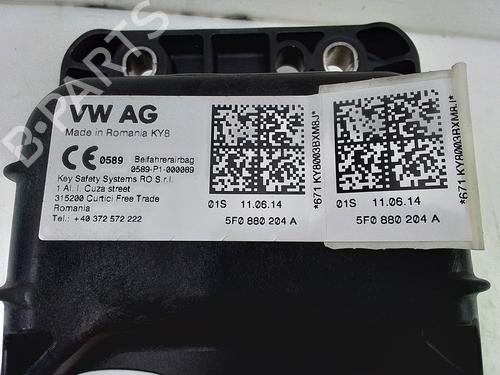 VW AG
Made in Romania KY8
CE 0589
Beifahrerairbag
0589-P1-000089
Key Safety Systems RO S.r.l.
1 Al. I. Cuza street
315200 Curtici Free Trade
Romania
Tel.: +40 372 572 222
01S 11.06.14
5F0 880 204 A
*671 KY8003BXM8J*
01S 11.06.14
5F0 880 204 A
*671 KY8003BXM8J*
B-PARTS